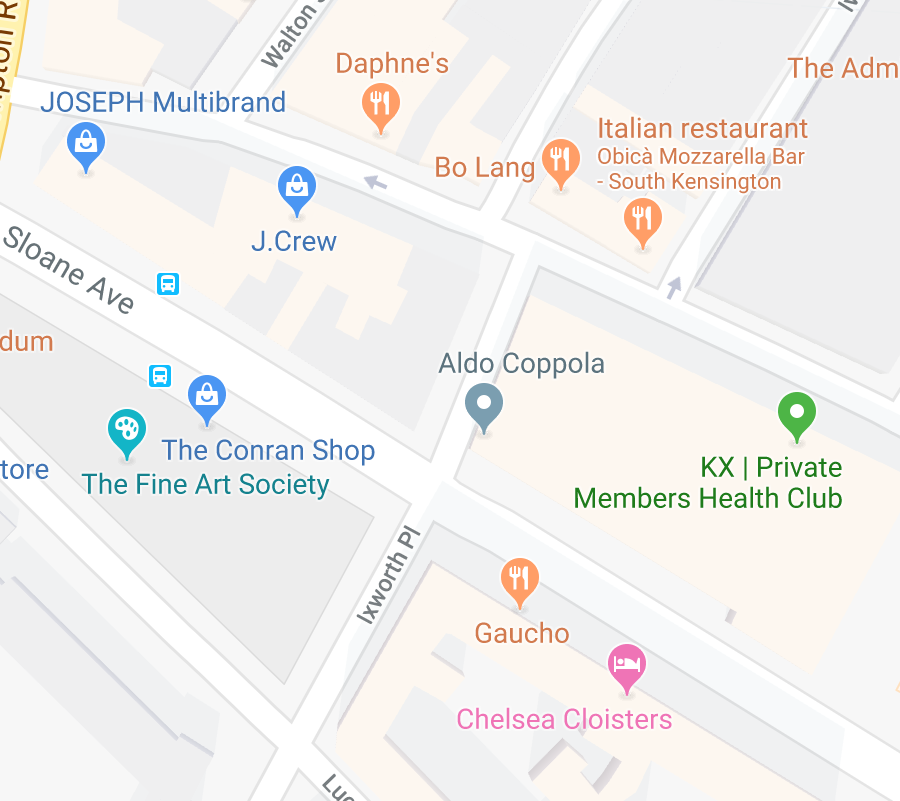 Walton
Daphne's
The Adm
JOSEPH Multibrand
Italian restaurant
Obicà Mozzarella Bar
- South Kensington
Bo Lang
J.Crew
Sloane Ave
dum
Aldo Coppola
The Conran Shop
tore
The Fine Art Society
KX | Private
Members Health Club
Ixworth Pl
Gaucho
Chelsea Cloisters
Luc